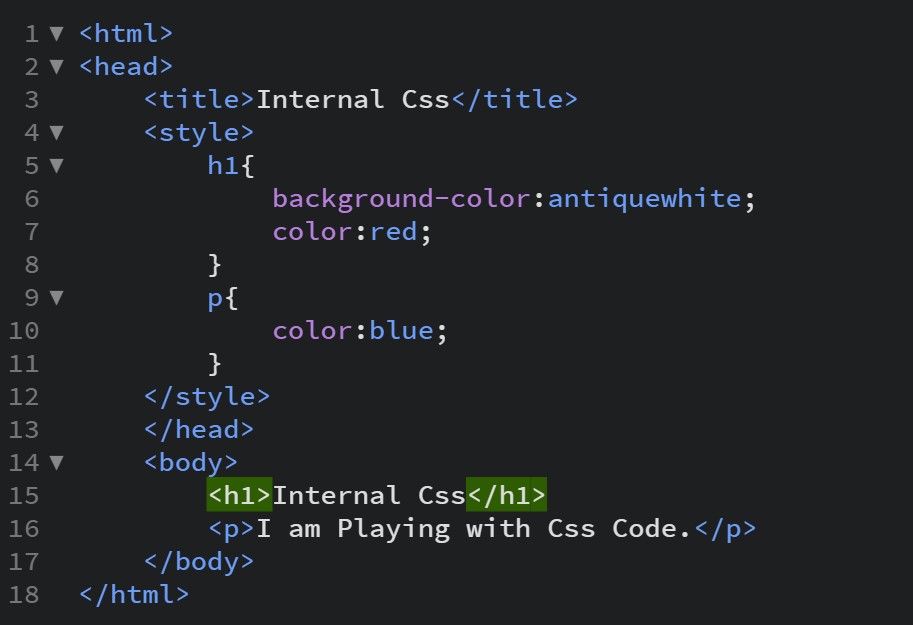 1 ▼ <html>
2 ▼ <head>
3 <title>Internal Css</title>
4 ▼ <style>
5 ▼ h1{
6 background-color:antiquewhite;
7 color:red;
8 }
9 ▼ p{
10 color:blue;
11 }
12 </style>
13 </head>
14 ▼ <body>
15 <h1>Internal Css</h1>
16 <p>I am Playing with Css Code.</p>
17 </body>
18 </html>